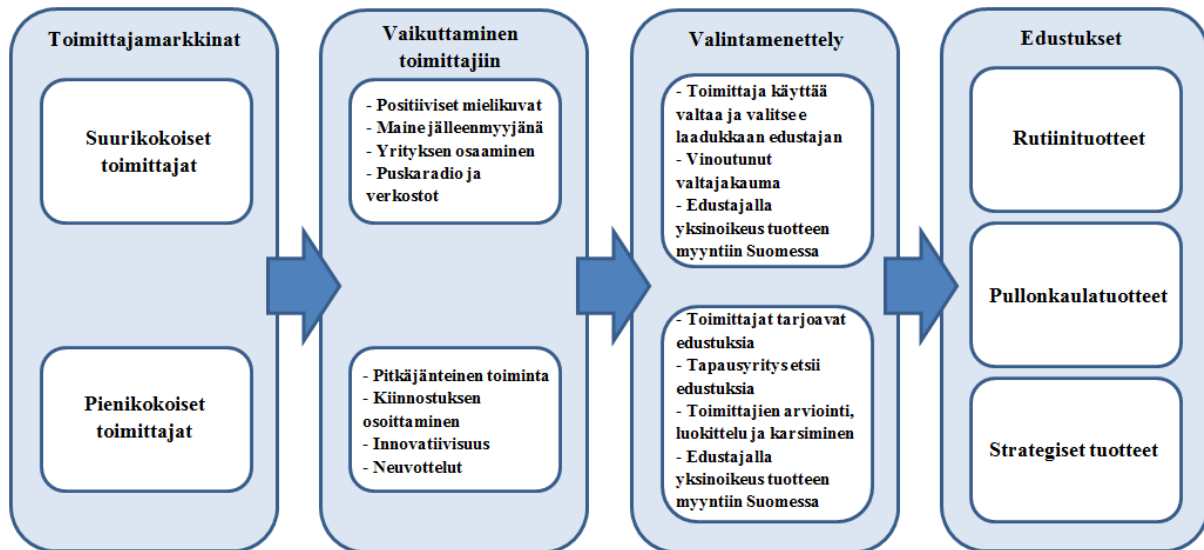 Toimittajamarkkinat
Suurikokoiset
toimittajat
Pienikokoiset
toimittajat
Vaikuttaminen
toimittajiin
- Positiiviset mielikuvat
- Maine jälleenmyyjänä
- Yrityksen osaaminen
- Puskaradio ja
verkostot
- Pitkäjänteinen toiminta
- Kiinnostuksen
osoittaminen
- Innovatiivisuus
- Neuvottelut
Valintamenettely
- Toimittaja käyttää
valtaa ja valitsee
laadukkaan edustajan
- Vinoutunut
valtajakauma
- Edustajalla
yksinoikeus tuotteen
myyntiin Suomessa
- Toimittajat tarjoavat
edustuksia
- Tapausyritys etsii
edustuksia
- Toimittajien arviointi,
luokittelu ja karsiminen
- Edustajalla
yksinoikeus tuotteen
myyntiin Suomessa
Edustukset
Rutiinituotteet
Pullonkaulatuotteet
Strategiset tuotteet